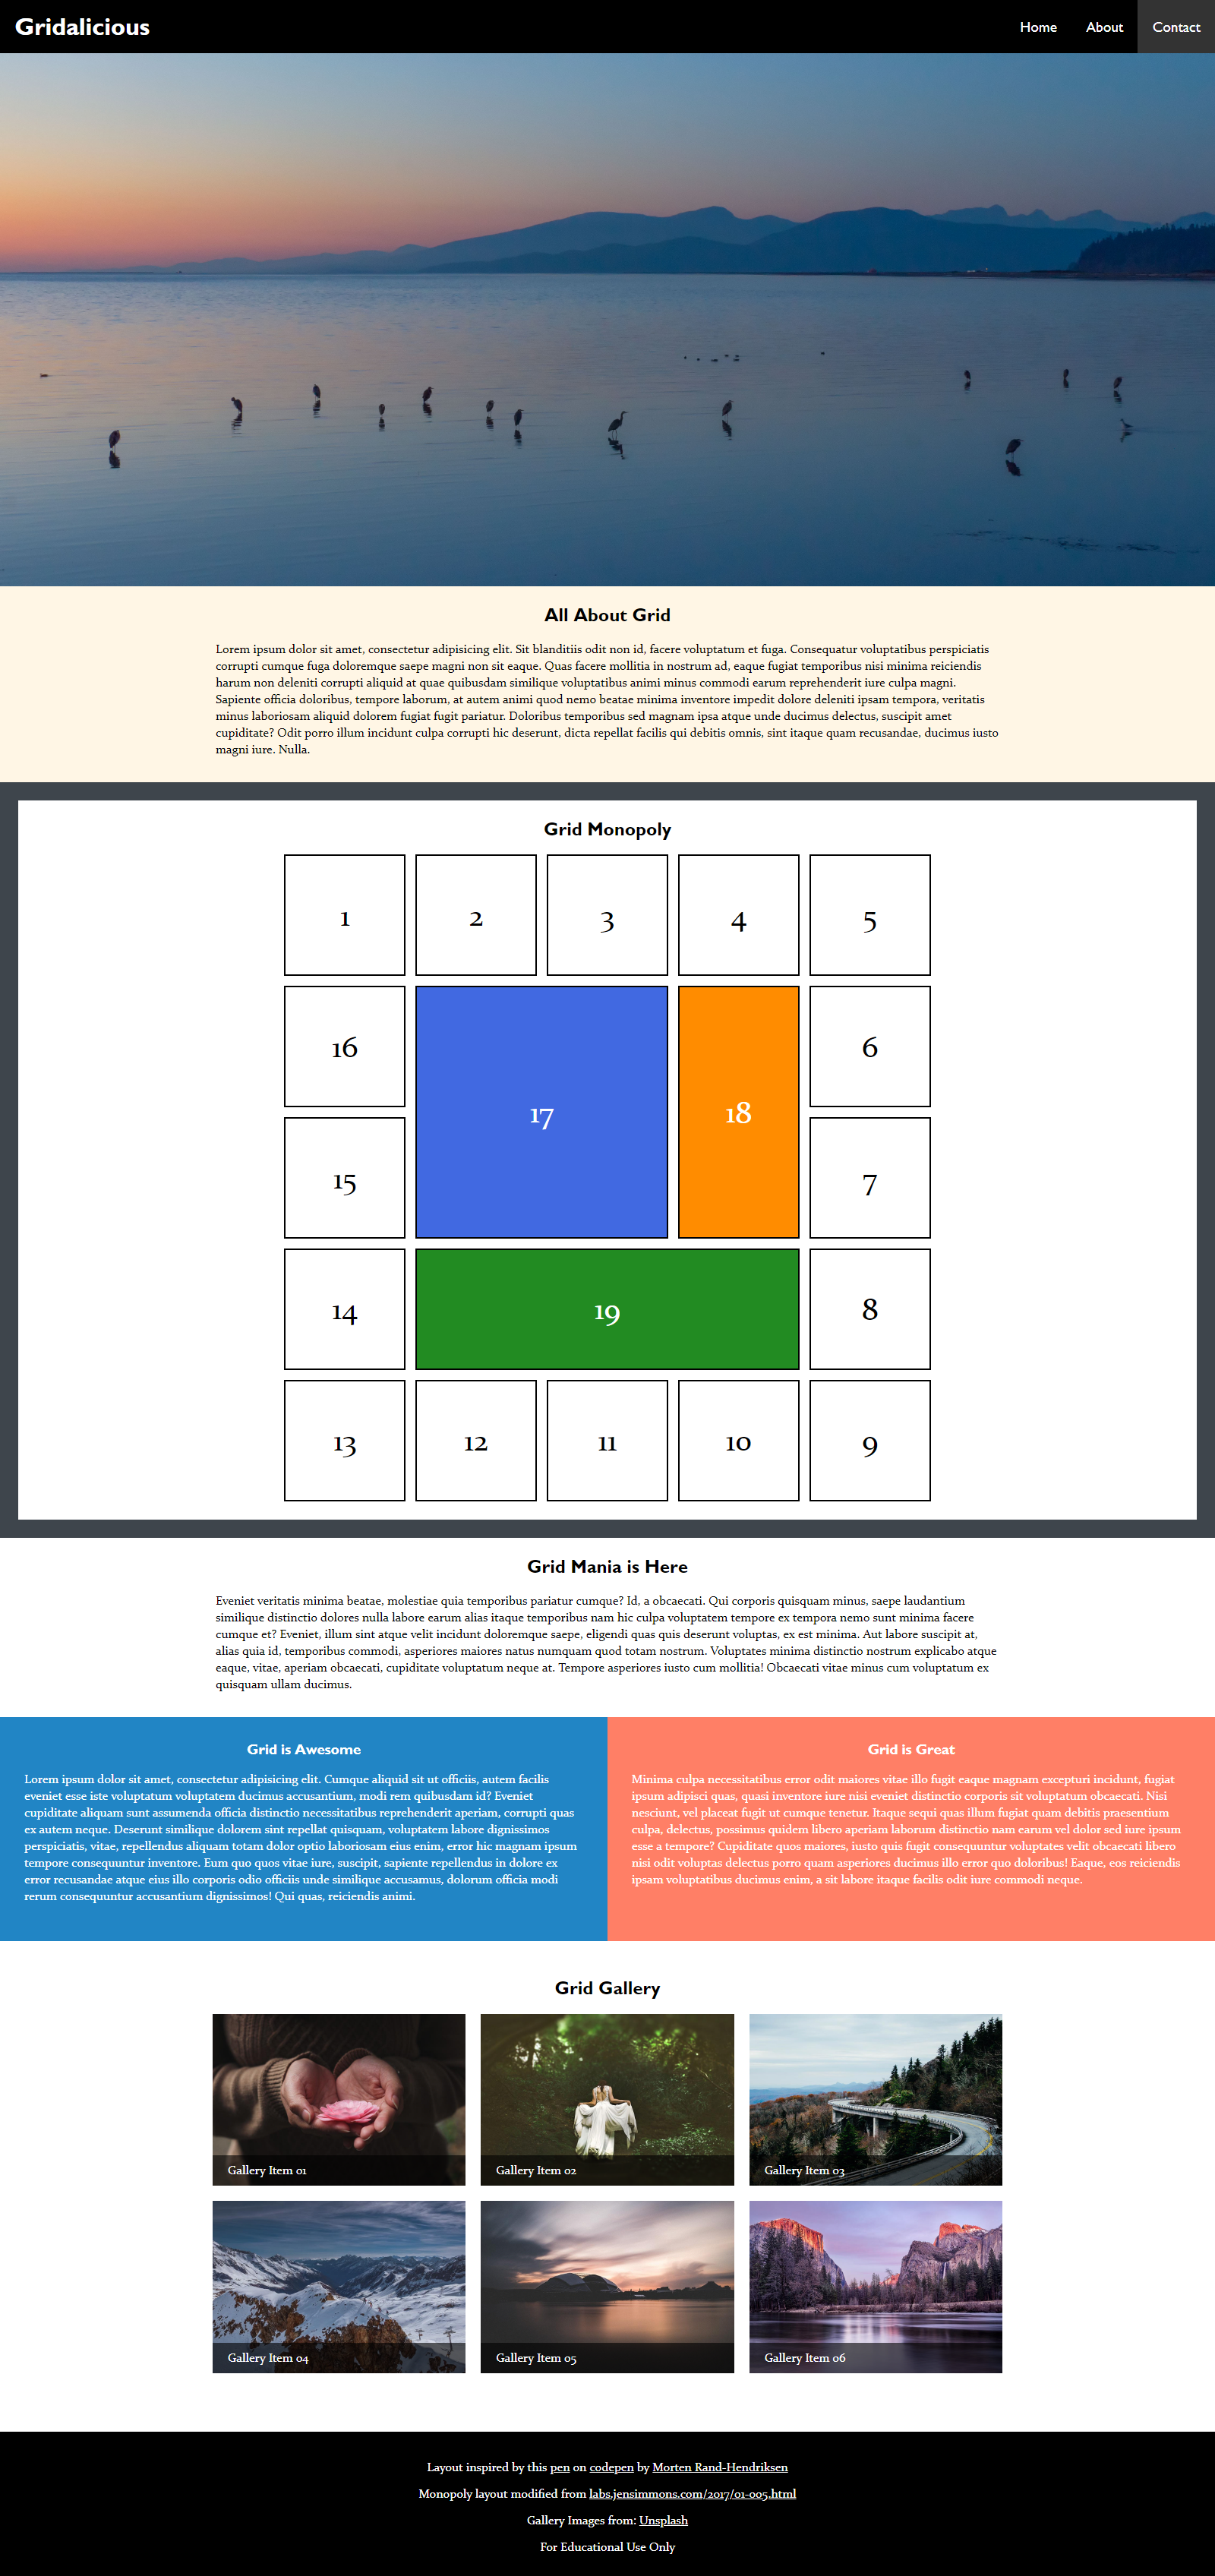 Gridalicious
Home About Contact
All About Grid
Lorem ipsum dolor sit amet, consectetur adipisicing elit. Sit blanditiis odit non id, facere voluptatum et fuga. Consequatur voluptatibus perspiciatis
corrupti cumque fuga doloremque saepe magni non sit eaque. Quas facere mollitia in nostrum ad, eaque fugiat temporibus nisi minima reiciendis
harum non deleniti corrupti aliquid at quae quibusdam similique voluptatibus animi minus commodi earum reprehenderit iure culpa magni.
Sapiente officia doloribus, tempore laborum, at autem animi quod nemo beatae minima inventore impedit dolore deleniti ipsam tempora, veritatis
minus laboriosam aliquid dolorem fugiat fugit pariatur. Doloribus temporibus sed magnam ipsa atque unde ducimus delectus, suscipit amet
cupiditate? Odit porro illum incidunt culpa corrupti hic deserunt, dicta repellat facilis qui debitis omnis, sint itaque quam recusandae, ducimus iusto
magni iure. Nulla.
Grid Monopoly
1 2 3 4 5
16 6
17 18
15 7
14 19 8
13 12 11 10 9
Grid Mania is Here
Eveniet veritatis minima beatae, molestiae quia temporibus pariatur cumque? Id, a obcaecati. Qui corporis quisquam minus, saepe laudantium
similique distinctio dolores nulla labore earum alias itaque temporibus nam hic culpa voluptatem tempore ex tempora nemo sunt minima facere
cumque et? Eveniet, illum sint atque velit incidunt doloremque saepe, eligendi quas quis deserunt voluptas, ex est minima. Aut labore suscipit at,
alias quia id, temporibus commodi, asperiores maiores natus numquam quod totam nostrum. Voluptates minima distinctio nostrum explicabo atque
eaque, vitae, aperiam obcaecati, cupiditate voluptatum neque at. Tempore asperiores iusto cum mollitia! Obcaecati vitae minus cum voluptatum ex
quisquam ullam ducimus.
Grid is Awesome
Lorem ipsum dolor sit amet, consectetur adipisicing elit. Cumque aliquid sit ut officiis, autem facilis
eveniet esse iste voluptatum voluptatem ducimus accusantium, modi rem quibusdam id? Eveniet
cupiditate aliquam sunt assumenda officia distinctio necessitatibus reprehenderit aperiam, corrupti quas
ex autem neque. Deserunt similique dolorem sint repellat quisquam, voluptatem labore dignissimos
perspiciatis, vitae, repellendus aliquam totam dolor optio laboriosam eius enim, error hic magnam ipsum
tempore consequuntur inventore. Eum quo quos vitae iure, suscipit, sapiente repellendus in dolore ex
error recusandae atque eius illo corporis odio officiis unde similique accusamus, dolorum officia modi
rerum consequuntur accusantium dignissimos! Qui quas, reiciendis animi.
Grid is Great
Minima culpa necessitatibus error odit maiores vitae illo fugit eaque magnam excepturi incidunt, fugiat
ipsum adipisci quas, quasi inventore iure nisi eveniet distinctio corporis sit voluptatum obcaecati. Nisi
nesciunt, vel placeat fugit ut cumque tenetur. Itaque sequi quas illum fugiat quam debitis praesentium
culpa, delectus, possimus quidem libero aperiam laborum distinctio nam earum vel dolor sed iure ipsum
esse a tempore? Cupiditate quos maiores, iusto quis fugit consequuntur voluptates velit obcaecati libero
nisi odit voluptas delectus porro quam asperiores ducimus illo error quo doloribus! Eaque, eos reiciendis
ipsam voluptatibus ducimus enim, a sit labore itaque facilis odit iure commodi neque.
Grid Gallery
Gallery Item 01
Gallery Item 02
Gallery Item 03
Gallery Item 04
Gallery Item 05
Gallery Item 06
Layout inspired by this pen on codepen by Morten Rand-Hendriksen
Monopoly layout modified from labs.jensimmons.com/2017/01-005.html
Gallery Images from: Unsplash
For Educational Use Only